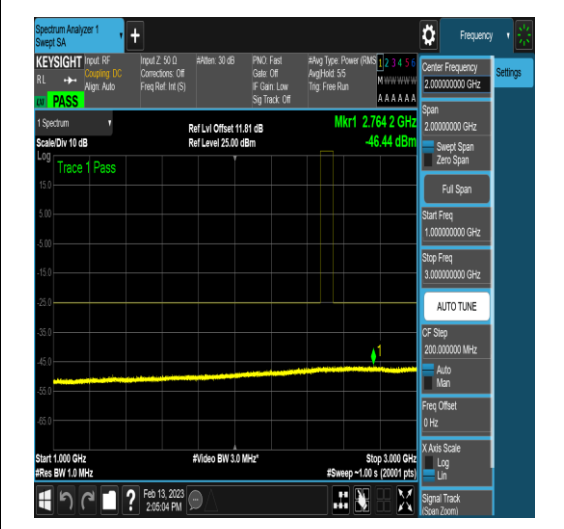 Spectrum Analyzer 1
Swept SA
Frequency
KEYSIGHT
RL
PASS
Input: RF
Coupling: DC
Align: Auto
Input Z: 50 Ω
Corrections: Off
Freq Ref: Int (S)
#Atten: 30 dB
PNO: Fast
Gate: Off
IF Gain: Low
Sig Track: Off
#Avg Type: Power (RMS
Avg|Hold: 5/5
Trig: Free Run
1 2 3 4 5 6
M W W W W W
A A A A A A
Center Frequency
2.000000000 GHz
Settings
Span
2.00000000 GHz
Swept Span
Zero Span
Full Span
Start Freq
1.000000000 GHz
Stop Freq
3.000000000 GHz
AUTO TUNE
CF Step
200.000000 MHz
Auto
Man
Freq Offset
0 Hz
X Axis Scale
Log
Lin
Signal Track
(Span Zoom)
1 Spectrum
Scale/Div 10 dB
Ref Lvl Offset 11.81 dB
Ref Level 25.00 dBm
Mkr1 2.764 2 GHz
-46.44 dBm
Log
Trace 1 Pass
15.0
5.00
-5.00
-15.0
-25.0
-35.0
-45.0
-55.0
-65.0
1
Start 1.000 GHz
#Res BW 1.0 MHz
#Video BW 3.0 MHz*
Stop 3.000 GHz
#Sweep ~1.00 s (20001 pts)
?
Feb 13, 2023
2:05:04 PM